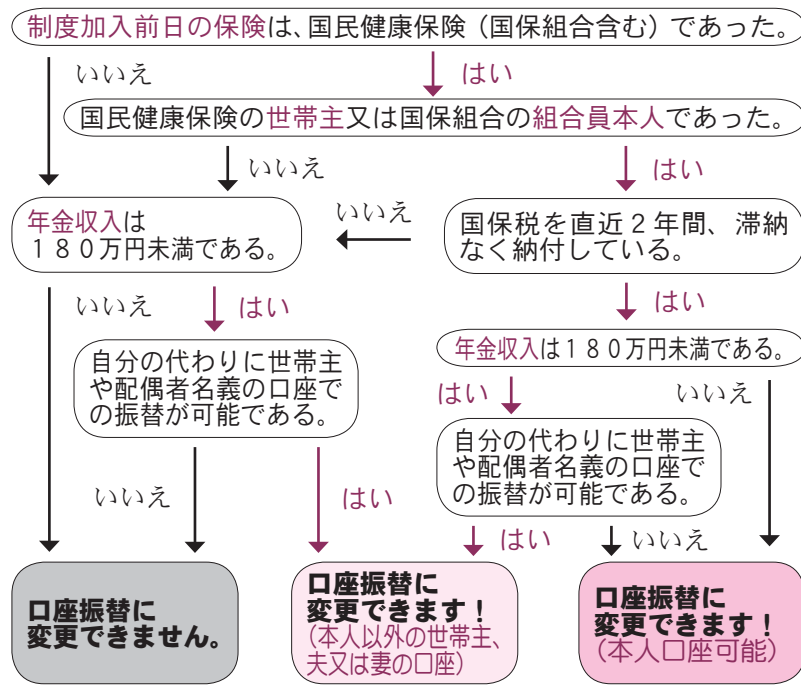 制度加入前日の保険は、国民健康保険（国保組合含む）であった。
いいえ
はい
国民健康保険の世帯主又は国保組合の組合員本人であった。
いいえ
はい
年金収入は
１８０万円未満である。
いいえ
国保税を直近２年間、滞納
なく納付している。
いいえ
はい
はい
自分の代わりに世帯主
や配偶者名義の口座で
の振替が可能である。
年金収入は１８０万円未満である。
はい
いいえ
自分の代わりに世帯主
や配偶者名義の口座で
の振替が可能である。
いいえ
はい
はい
いいえ
口座振替に
変更できません。
口座振替に
変更できます！
（本人以外の世帯主、
夫又は妻の口座）
口座振替に
変更できます！
（本人口座可能）